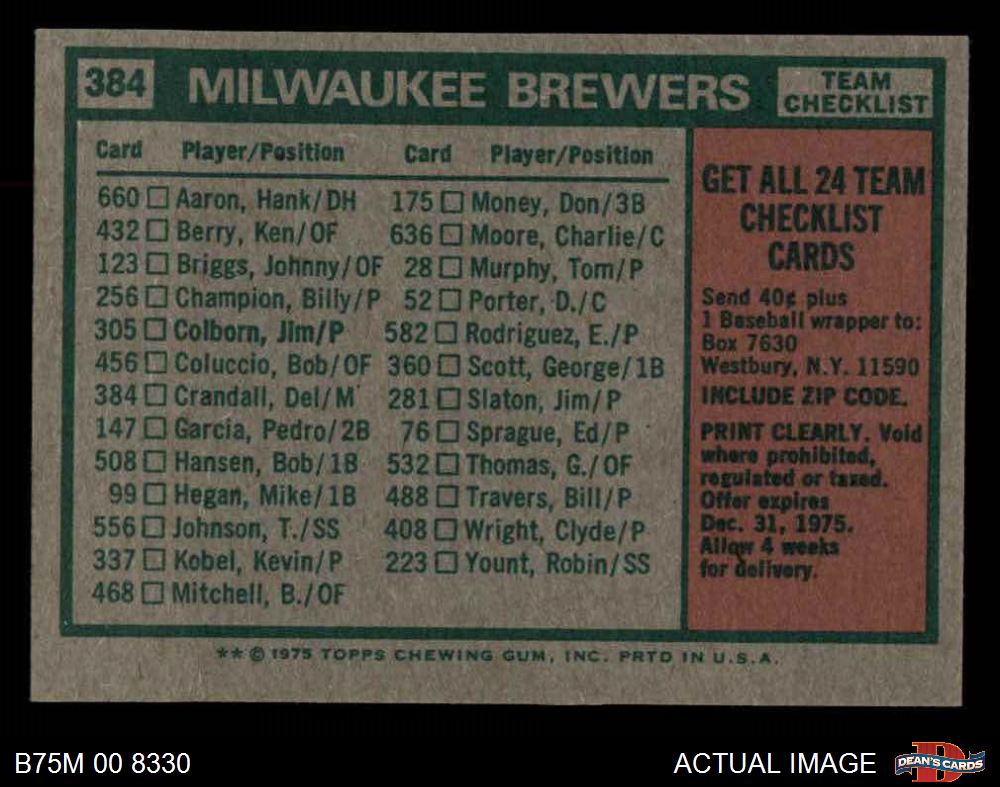 384 MILWAUKEE BREWERS TEAM CHECKLIST
Card Player/Position Card Player/Position
660 Aaron, Hank/DH 175 Money, Don/3B
432 Berry, Ken/OF 636 Moore, Charlie/C
123 Briggs, Johnny/OF 28 Murphy, Tom/P
256 Champion, Billy/P 52 Porter, D./C
305 Colborn, Jim/P 582 Rodriguez, E./P
456 Coluccio, Bob/OF 360 Scott, George/1B
384 Crandall, Del/M 281 Slaton, Jim/P
147 Garcia, Pedro/2B 76 Sprague, Ed/P
508 Hansen, Bob/1B 532 Thomas, G./OF
99 Hegan, Mike/1B 488 Travers, Bill/P
556 Johnson, T./SS 408 Wright, Clyde/P
337 Kobel, Kevin/P 223 Yount, Robin/SS
468 Mitchell, B./OF
GET ALL 24 TEAM
CHECKLIST
CARDS
Send 40¢ plus
1 Baseball wrapper to:
Box 7630
Westbury, N.Y. 11590
INCLUDE ZIP CODE.
PRINT CLEARLY. Void
where prohibited,
regulated or taxed.
Offer expires
Dec. 31, 1975.
Allow 4 weeks
for delivery.
** © 1975 TOPPS CHEWING GUM, INC. PRTD IN U.S.A.
B75M 00 8330 ACTUAL IMAGE D DEAN'S CARDS